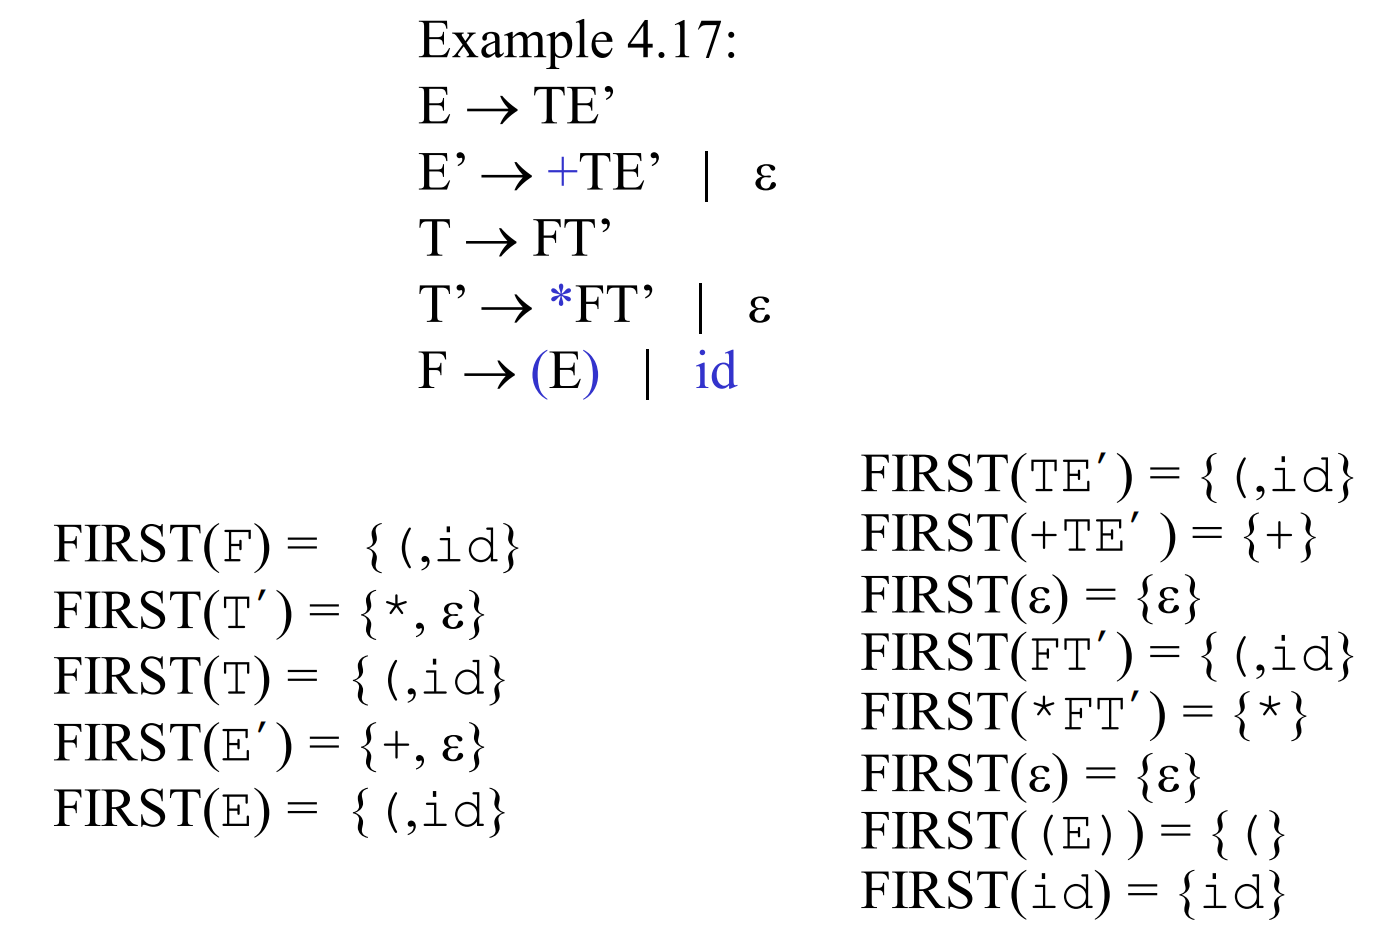 Example 4.17:
E → TE’
E’ → +TE’ | ε
T → FT’
T’ → *FT’ | ε
F → (E) | id
FIRST(F) = {(,id}
FIRST(T′) = {*, ε}
FIRST(T) = {(,id}
FIRST(E′) = {+, ε}
FIRST(E) = {(,id}
FIRST(TE′) = {(,id}
FIRST(+TE′ ) = {+}
FIRST(ε) = {ε}
FIRST(FT′) = {(,id}
FIRST(*FT′) = {*}
FIRST(ε) = {ε}
FIRST((E)) = {(}
FIRST(id) = {id}